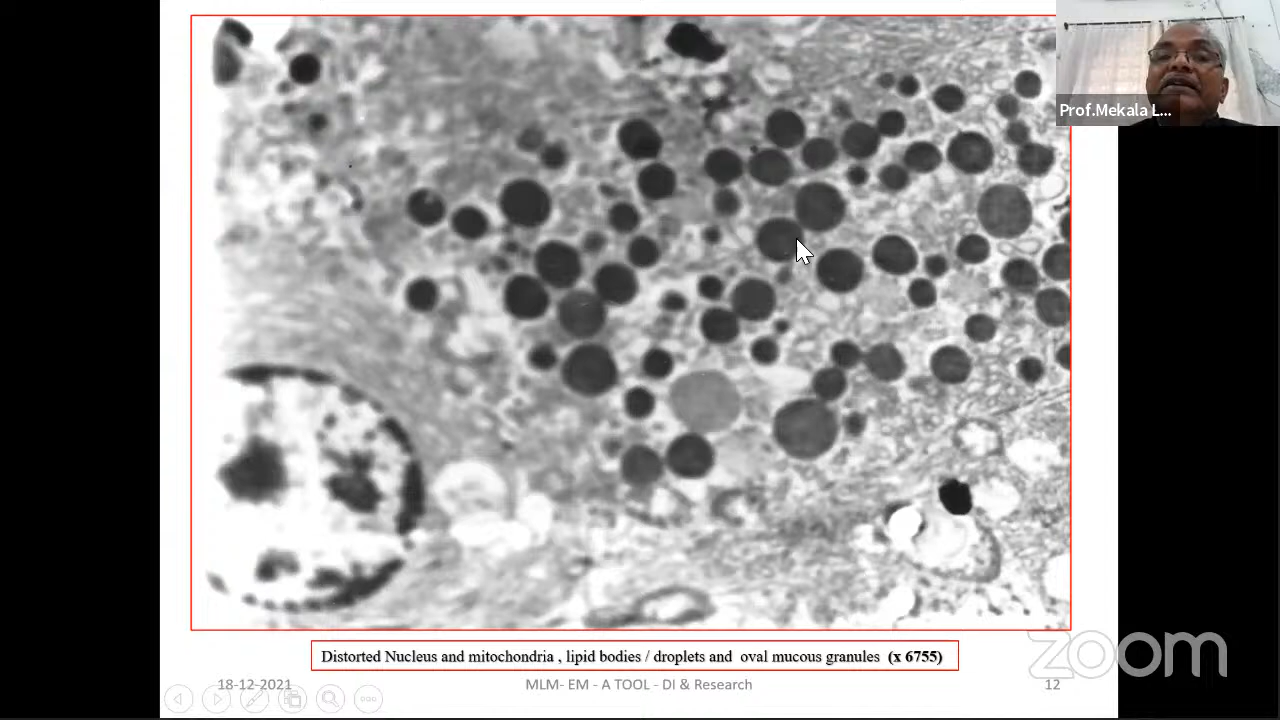 Prof.Mekala L...
Distorted Nucleus and mitochondria , lipid bodies / droplets and oval mucous granules (x 6755)
zoom
18-12-2021 MLM- EM - A TOOL - DI & Research 12